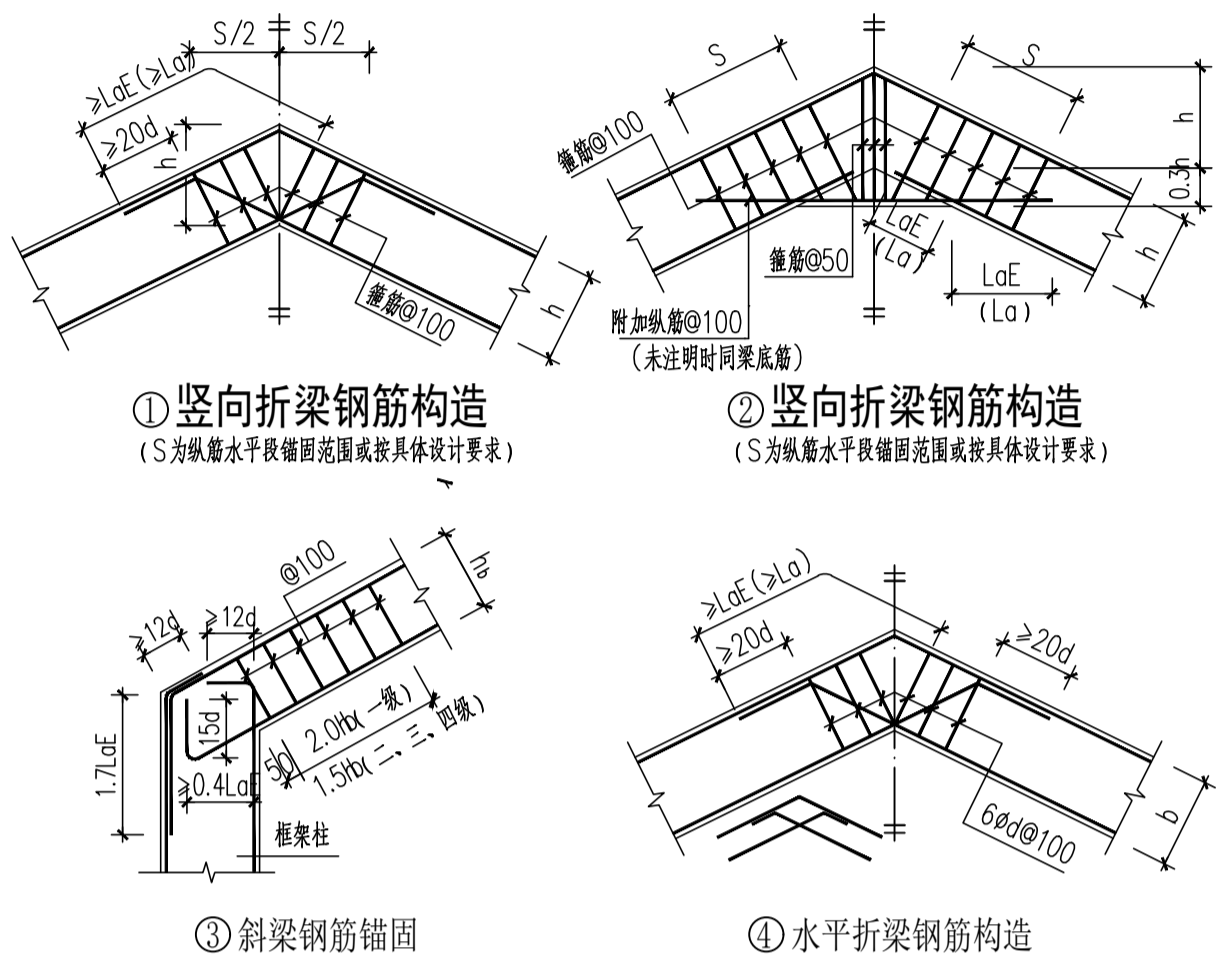 S/2 S/2
≥LaE(≥La)
≥20d
h
箍筋@100
h
①竖向折梁钢筋构造
(S为纵筋水平段锚固范围或按具体设计要求)
S
S
箍筋@100
h
0.3h
LaE
(La)
箍筋@50
LaE
(La)
h
附加纵筋@100
(未注明时同梁底筋)
②竖向折梁钢筋构造
(S为纵筋水平段锚固范围或按具体设计要求)
@100
hb
≥12d
≥12d
1.7LaE
15d
≥0.4LaE
50
2.0hb(一级)
1.5hb(二、三、四级)
框架柱
③斜梁钢筋锚固
≥LaE(≥La)
≥20d
≥20d
b
6ød@100
④水平折梁钢筋构造